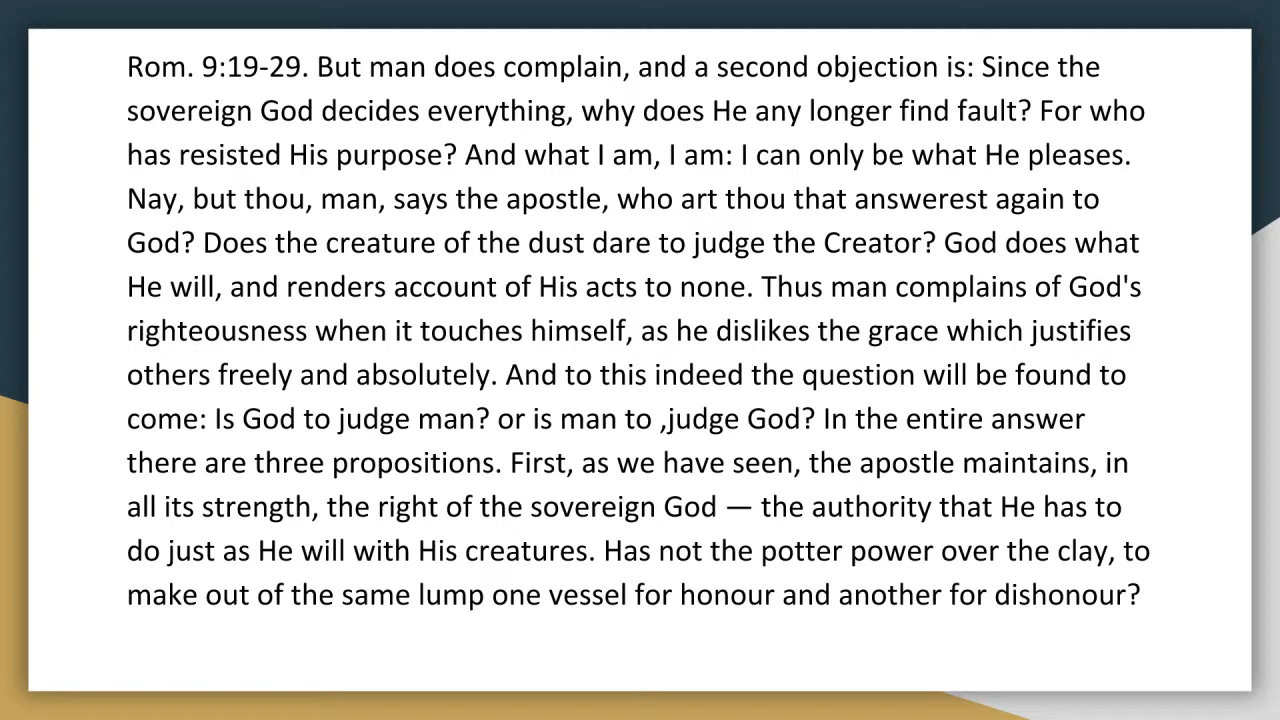 Rom. 9:19-29. But man does complain, and a second objection is: Since the
sovereign God decides everything, why does He any longer find fault? For who
has resisted His purpose? And what I am, I am: I can only be what He pleases.
Nay, but thou, man, says the apostle, who art thou that answerest again to
God? Does the creature of the dust dare to judge the Creator? God does what
He will, and renders account of His acts to none. Thus man complains of God's
righteousness when it touches himself, as he dislikes the grace which justifies
others freely and absolutely. And to this indeed the question will be found to
come: Is God to judge man? or is man to ,judge God? In the entire answer
there are three propositions. First, as we have seen, the apostle maintains, in
all its strength, the right of the sovereign God — the authority that He has to
do just as He will with His creatures. Has not the potter power over the clay, to
make out of the same lump one vessel for honour and another for dishonour?